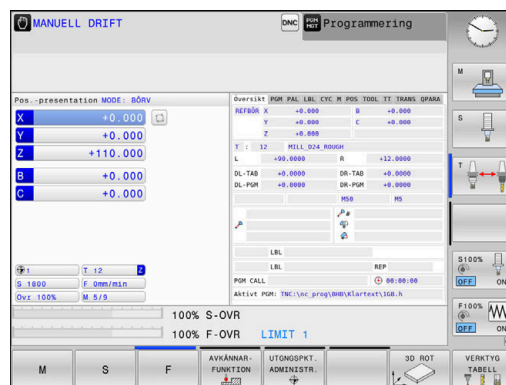 MANUELL DRIFT
DNC
PGM MGT
Programmering
Pos.-presentation MODE: BÖRV
X +0.000
Y +0.000
Z +110.000
B +0.000
C +0.000
1 T 12 Z
S 1800 F 0mm/min
Ovr 100% M 5/9
Översikt PGM PAL LBL CYC M POS TOOL TT TRANS QPARA
REFBÖR X +0.000 B +0.000
Y +0.000 C +0.000
Z +0.000
T : 12 MILL_D24_ROUGH
L +90.0000 R +12.0000
DL-TAB +0.0000 DR-TAB +0.0000
DL-PGM +0.0000 DR-PGM +0.0000
M50 M5
LBL
LBL REP
PGM CALL 00:00:00
Aktivt PGM: TNC:\nc_prog\BHB\Klartext\1GB.h
100% S-OVR
100% F-OVR LIMIT 1
M
S
T
S100%
OFF ON
F100%
OFF ON
M
S
F
AVKÄNNAR-
FUNKTION
UTGNGSPKT.
ADMINISTR.
3D ROT
VERKTYG
TABELL